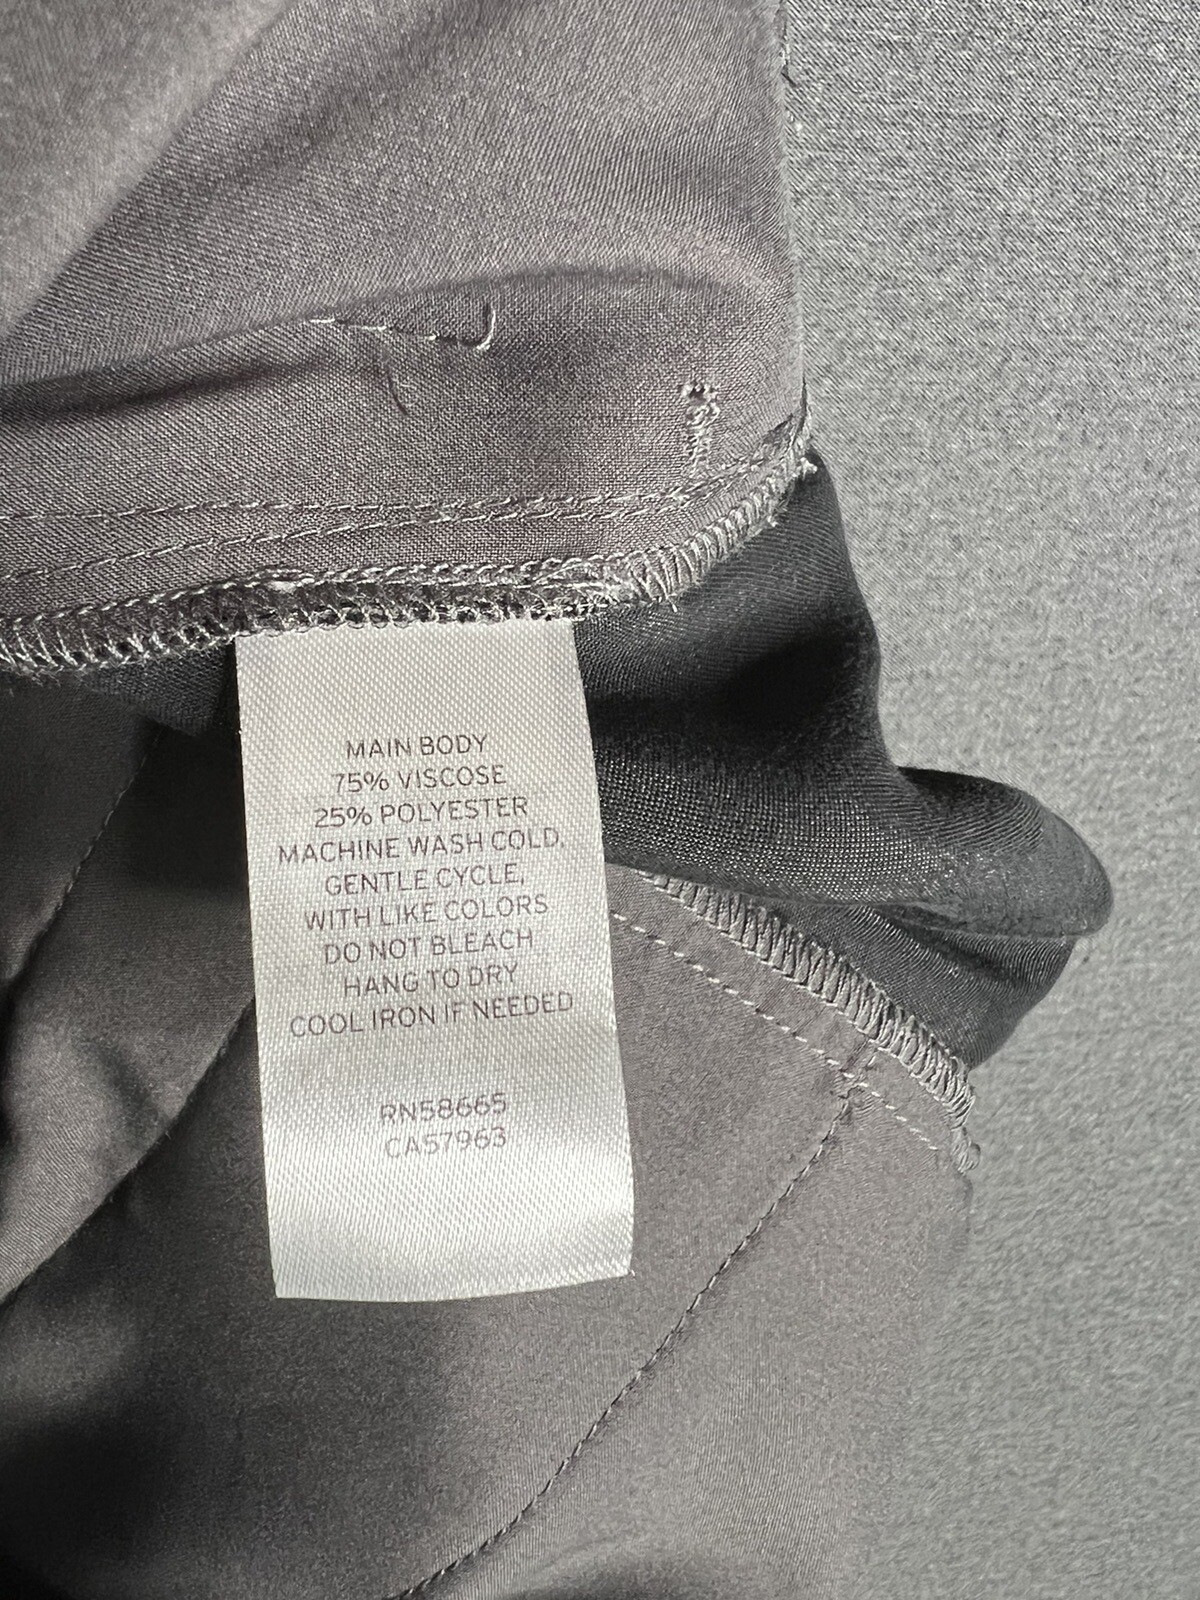 MAIN BODY
75% VISCOSE
25% POLYESTER
MACHINE WASH COLD,
GENTLE CYCLE,
WITH LIKE COLORS
DO NOT BLEACH
HANG TO DRY
COOL IRON IF NEEDED
RN58665
CA57963